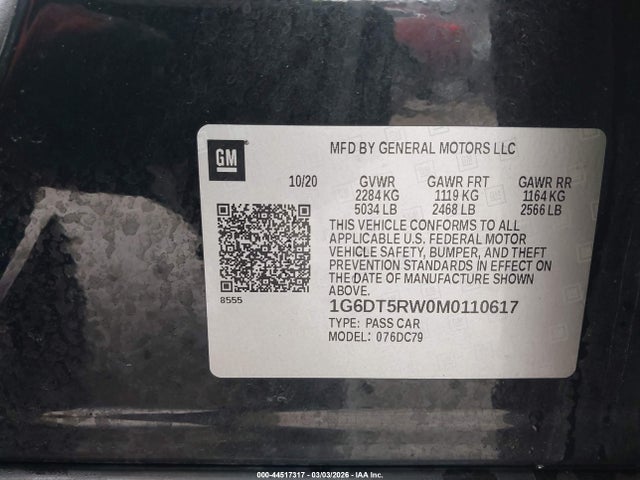 GM
MFD BY GENERAL MOTORS LLC
10/20 GVWR GAWR FRT GAWR RR
2284 KG 1119 KG 1164 KG
5034 LB 2468 LB 2566 LB
THIS VEHICLE CONFORMS TO ALL
APPLICABLE U.S. FEDERAL MOTOR
VEHICLE SAFETY, BUMPER, AND THEFT
PREVENTION STANDARDS IN EFFECT ON
THE DATE OF MANUFACTURE SHOWN
ABOVE.
8555
1G6DT5RW0M0110617
TYPE: PASS CAR
MODEL: 076DC79
000-44517317 - 03/03/2026 - IAA Inc.